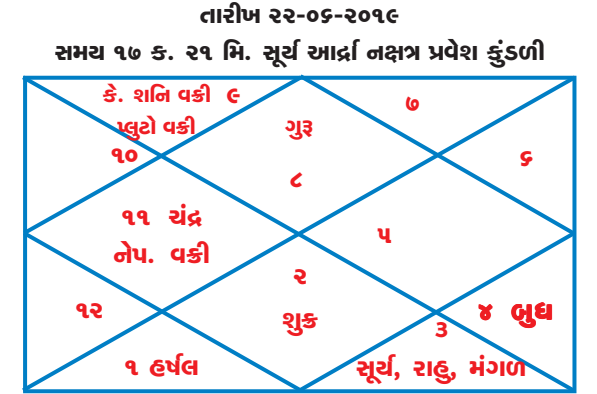 તારીખ ૨૨-૦૬-૨૦૧૯
સમય ૧૭ ક. ૨૧ મિ. સૂર્ય આર્દ્રા નક્ષત્ર પ્રવેશ કુંડળી
કે. શનિ વક્રી ૯
પ્લુટો વક્રી
ગુરૂ
૭
૧૦
૮
૬
૧૧ ચંદ્ર
નેપ. વક્રી
૫
૨
શુક્ર
૧૨
૩
૪ બુધ
૧ હર્ષલ
સૂર્ય, રાહુ, મંગળ